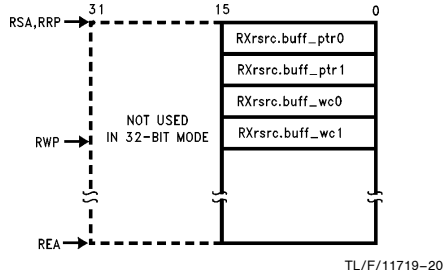 31 15 0
RSA,RRP
RXrsrc.buff_ptr0
RXrsrc.buff_ptr1
RXrsrc.buff_wc0
NOT USED
IN 32-BIT MODE
RXrsrc.buff_wc1
RWP
REA
TL/F/11719–20